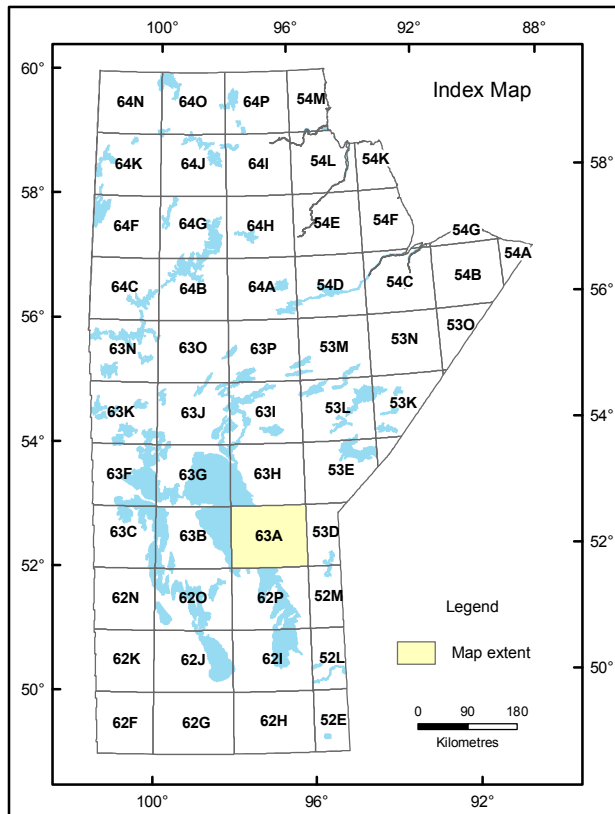 100° 96° 92° 88°
60°
Index Map
64N 64O 64P 54M
64K 64J 64I 54L 54K
58° 58°
64F 64G 64H 54E 54F 54G
54A
64C 64B 64A 54D 54C 54B
56° 56°
63N 63O 63P 53M 53N 53O
63K 63J 63I 53L 53K
54° 54°
63F 63G 63H 53E
63C 63B 63A 53D
52° 52°
62N 62O 62P 52M
Legend
62K 62J 62I 52L
Map extent
50° 50°
62F 62G 62H 52E
0 90 180
Kilometres
100° 96° 92°